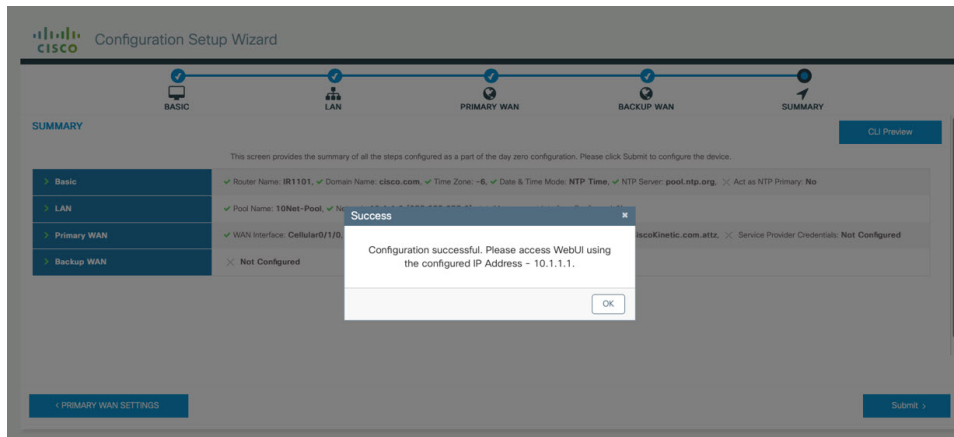 CISCO Configuration Setup Wizard
BASIC LAN PRIMARY WAN BACKUP WAN SUMMARY
SUMMARY
CLI Preview
This screen provides the summary of all the steps configured as a part of the day zero configuration. Please click Submit to configure the device.
> Basic
Router Name: IR1101, Domain Name: cisco.com, Time Zone: -6, Date & Time Mode: NTP Time, NTP Server: pool.ntp.org, Act as NTP Primary: No
> LAN
Pool Name: 10Net-Pool,
> Primary WAN
WAN Interface: Cellular0/1/0, ciscoKinetic.com.attz, Service Provider Credentials: Not Configured
> Backup WAN
Not Configured
Success
Configuration successful. Please access WebUI using
the configured IP Address - 10.1.1.1.
OK
< PRIMARY WAN SETTINGS
Submit >